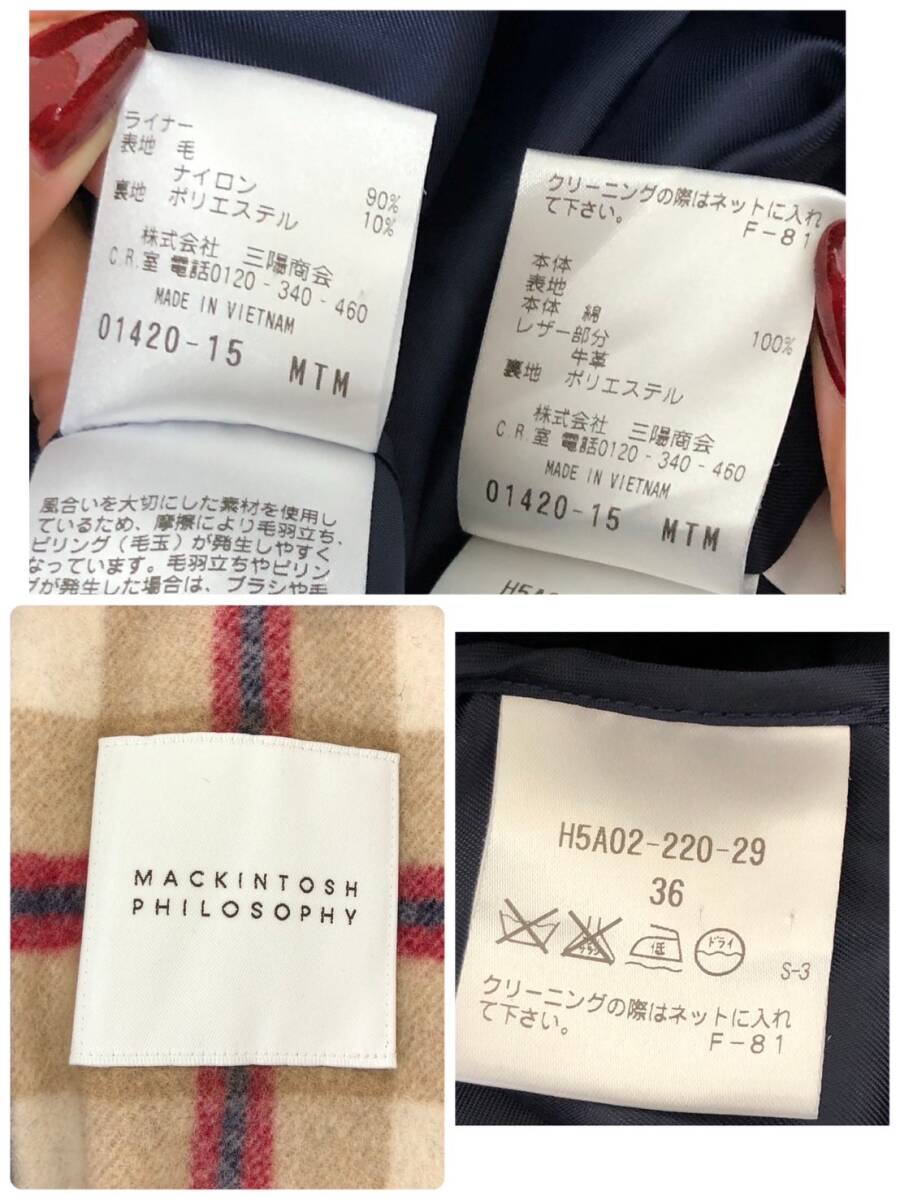 ライナー
表地 毛
ナイロン 90%
裏地 ポリエステル 10%
株式会社 三陽商会
C.R.室 電話0120-340-460
MADE IN VIETNAM
01420-15 MTM
風合いを大切にした素材を使用し
ているため、摩擦により毛羽立ち、
ピリング(毛玉)が発生しやすく
なっています。毛羽立ちやピリン
グが発生した場合は、ブラシや毛
クリーニングの際はネットに入れ
て下さい。
F-81
本体
表地
本体 綿 100%
レザー部分
牛革
裏地 ポリエステル
株式会社 三陽商会
C.R.室 電話0120-340-460
MADE IN VIETNAM
01420-15 MTM
H5A0
MACKINTOSH
PHILOSOPHY
H5A02-220-29
36
低 ドライ
S-3
クリーニングの際はネットに入れ
て下さい。
F-81